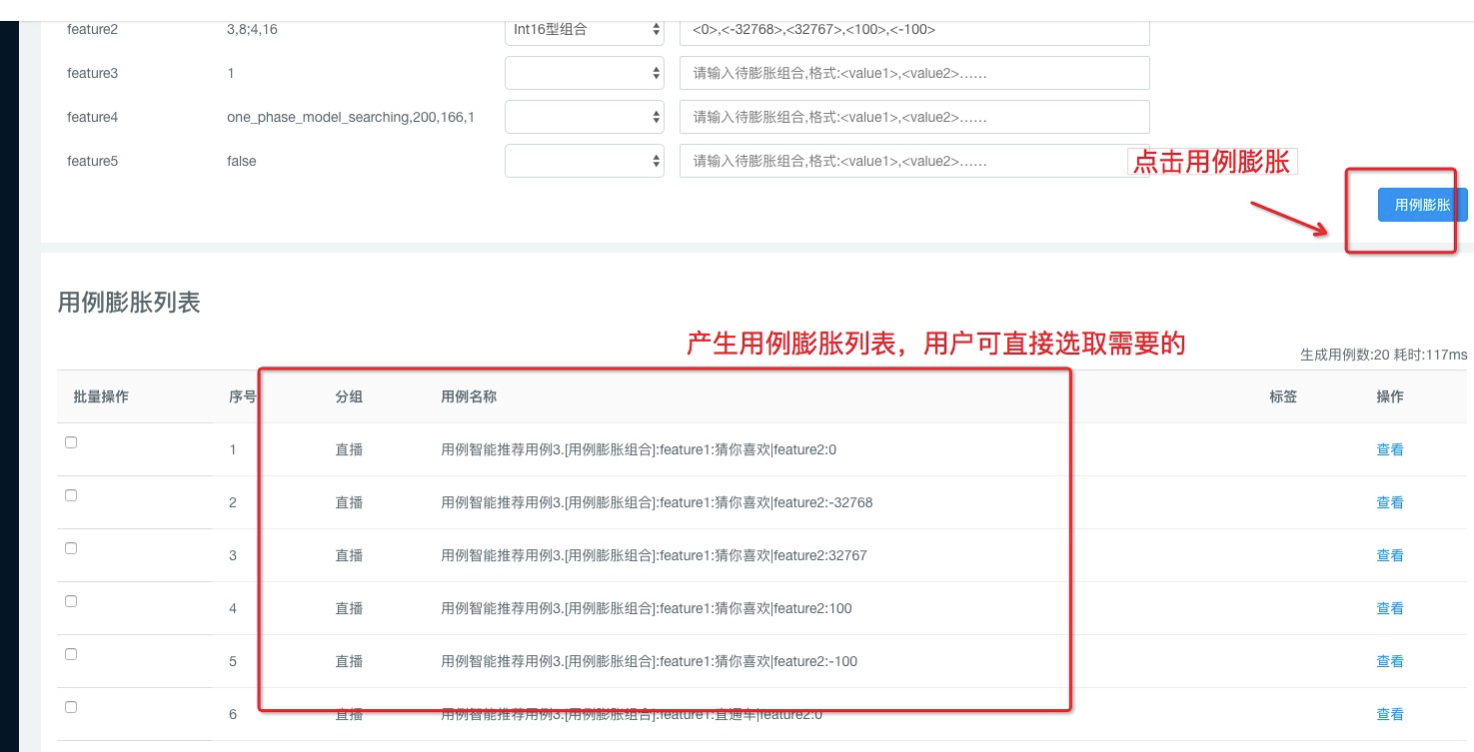 feature2 3,8;4,16 Int16型组合 <0>,<-32768>,<32767>,<100>,<-100>
feature3 1 请输入待膨胀组合,格式:<value1>,<value2>……
feature4 one_phase_model_searching,200,166,1 请输入待膨胀组合,格式:<value1>,<value2>……
feature5 false 请输入待膨胀组合,格式:<value1>,<value2>……
点击用例膨胀
用例膨胀
用例膨胀列表
产生用例膨胀列表，用户可直接选取需要的
生成用例数:20 耗时:117ms
批量操作 序号 分组 用例名称 标签 操作
1 直播 用例智能推荐用例3.[用例膨胀组合]:feature1:猜你喜欢|feature2:0 查看
2 直播 用例智能推荐用例3.[用例膨胀组合]:feature1:猜你喜欢|feature2:-32768 查看
3 直播 用例智能推荐用例3.[用例膨胀组合]:feature1:猜你喜欢|feature2:32767 查看
4 直播 用例智能推荐用例3.[用例膨胀组合]:feature1:猜你喜欢|feature2:100 查看
5 直播 用例智能推荐用例3.[用例膨胀组合]:feature1:猜你喜欢|feature2:-100 查看
6 直播 用例智能推荐用例3.[用例膨胀组合]:feature1:直通车|feature2:0 查看